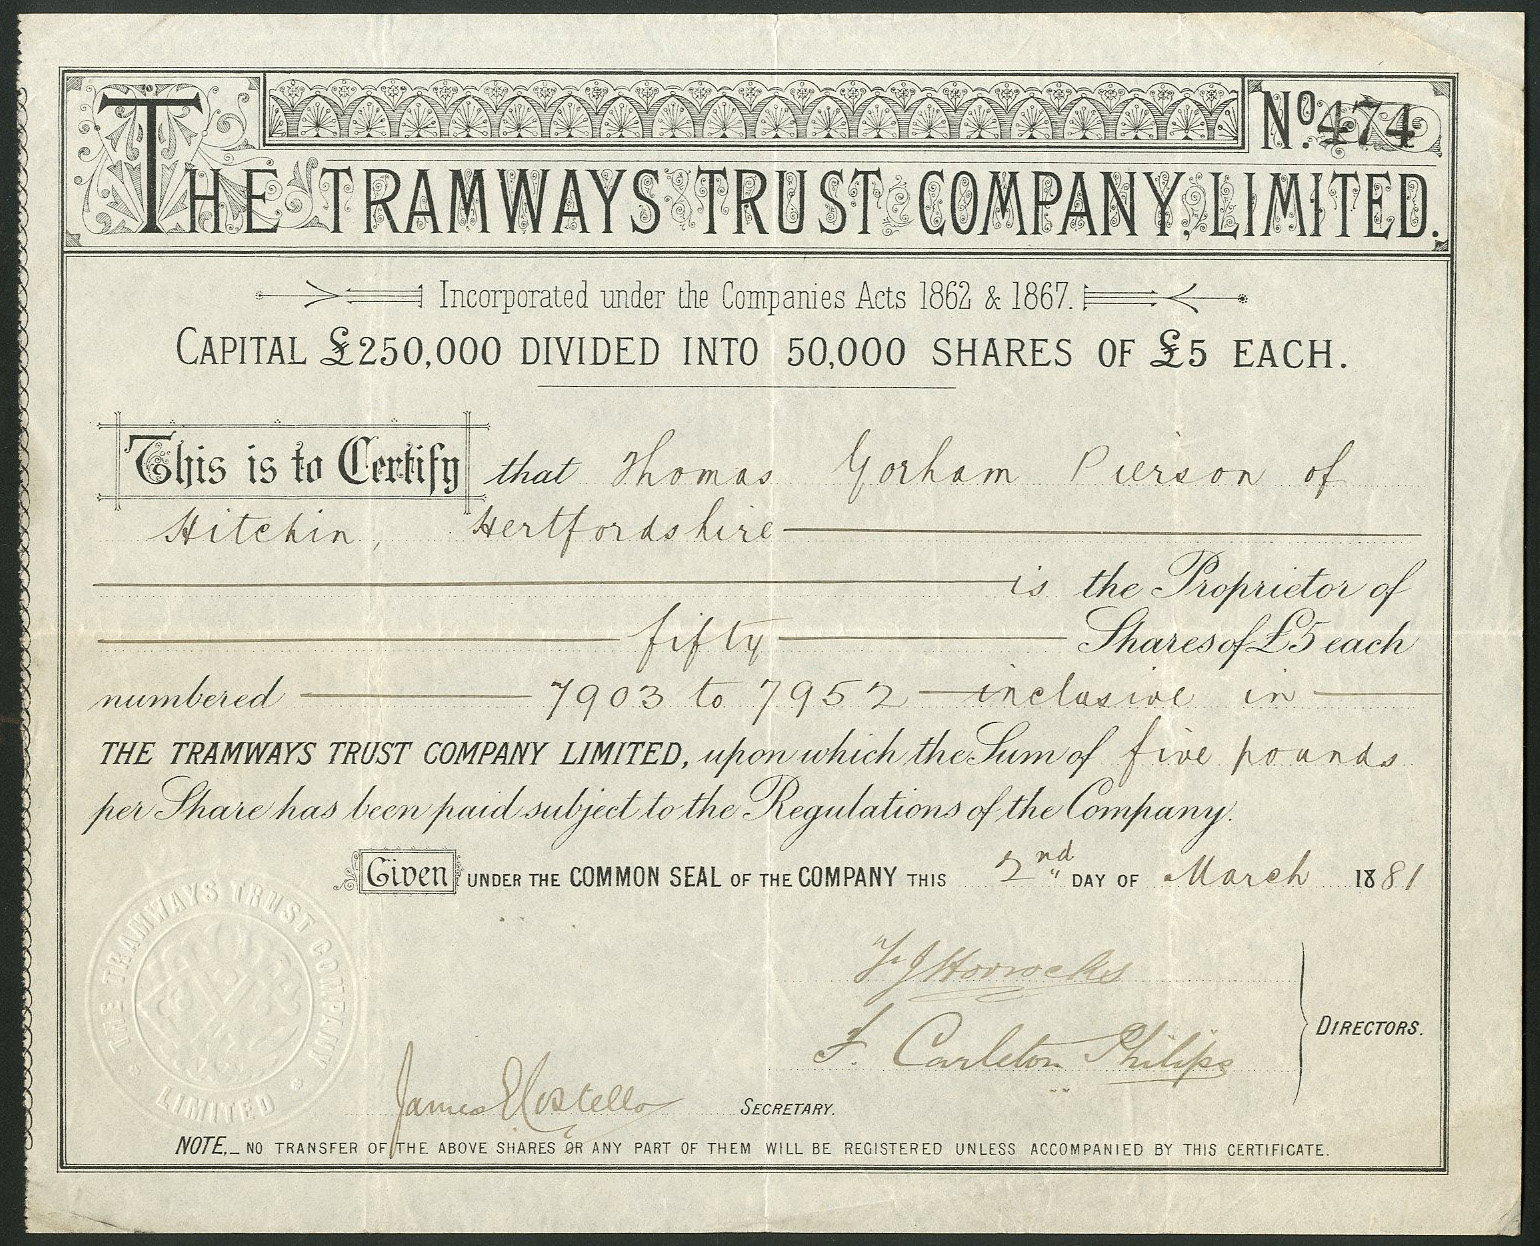 No. 474
THE TRAMWAYS TRUST COMPANY, LIMITED.
Incorporated under the Companies Acts 1862 & 1867.
CAPITAL £250,000 DIVIDED INTO 50,000 SHARES OF £5 EACH.
This is to Certify that Thomas Gorham Pierson of
Hitchin, Hertfordshire
is the Proprietor of
fifty Shares of £5 each
numbered 7903 to 7952 inclusive in
THE TRAMWAYS TRUST COMPANY LIMITED, upon which the Sum of five pounds
per Share has been paid subject to the Regulations of the Company.
Given UNDER THE COMMON SEAL OF THE COMPANY THIS 2nd DAY OF March 1881
THE TRAMWAYS TRUST COMPANY LIMITED
Horrocks
F. Carleton Philips
DIRECTORS.
James E Costello SECRETARY.
NOTE,_ NO TRANSFER OF THE ABOVE SHARES OR ANY PART OF THEM WILL BE REGISTERED UNLESS ACCOMPANIED BY THIS CERTIFICATE.